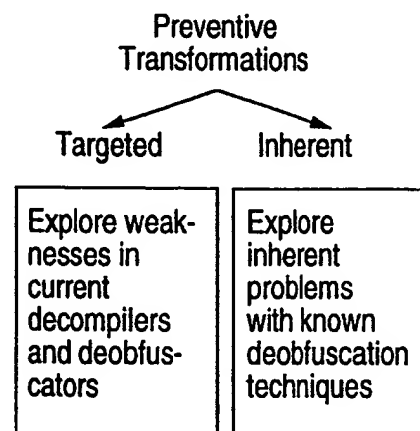 Preventive
Transformations
Targeted
Inherent
Explore weak-
nesses in
current
decompilers
and deobfus-
cators
Explore
inherent
problems
with known
deobfuscation
techniques